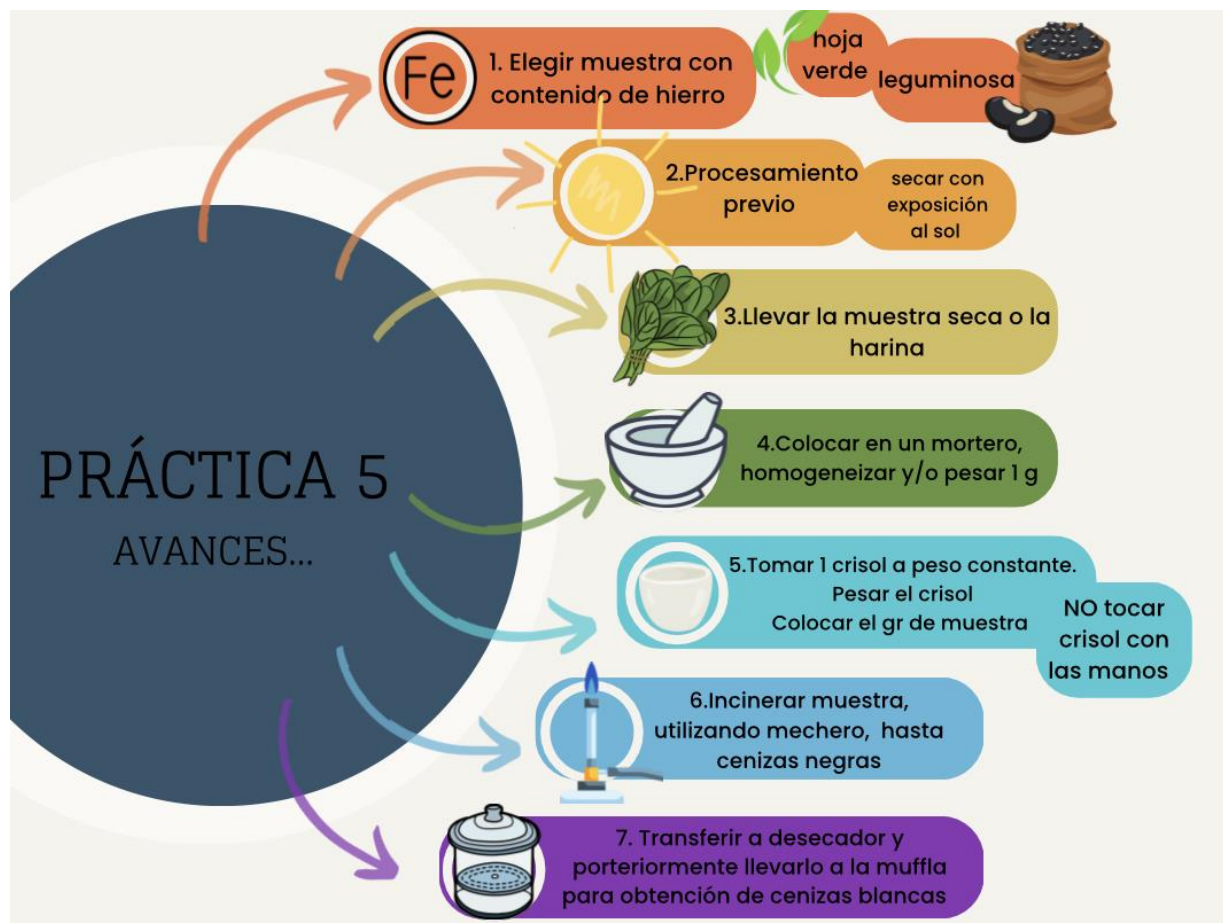 Fe
1. Elegir muestra con
contenido de hierro
hoja
verde
leguminosa
2.Procesamiento
previo
secar con
exposición
al sol
3.Llevar la muestra seca o la
harina
PRÁCTICA 5
AVANCES...
4.Colocar en un mortero,
homogeneizar y/o pesar 1 g
5.Tomar 1 crisol a peso constante.
Pesar el crisol
Colocar el gr de muestra
NO tocar
crisol con
las manos
6.Incinerar muestra,
utilizando mechero, hasta
cenizas negras
7. Transferir a desecador y
porteriormente llevarlo a la muffla
para obtención de cenizas blancas